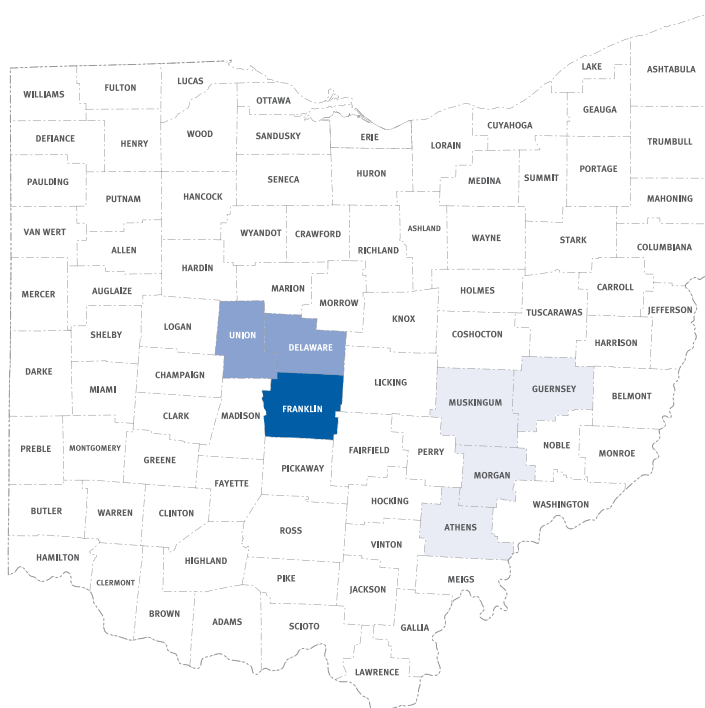 LAKE
ASHTABULA
LUCAS
FULTON
WILLIAMS
OTTAWA
GEAUGA
CUYAHOGA
WOOD
SANDUSKY
ERIE
DEFIANCE
HENRY
LORAIN
TRUMBULL
PORTAGE
HURON
SUMMIT
SENECA
MEDINA
PAULDING
PUTNAM
HANCOCK
MAHONING
ASHLAND
VAN WERT
WYANDOT
CRAWFORD
WAYNE
STARK
COLUMBIANA
ALLEN
RICHLAND
HARDIN
CARROLL
MERCER
AUGLAIZE
MARION
HOLMES
MORROW
JEFFERSON
TUSCARAWAS
KNOX
LOGAN
SHELBY
UNION
COSHOCTON
HARRISON
DELAWARE
DARKE
CHAMPAIGN
LICKING
MIAMI
GUERNSEY
BELMONT
MUSKINGUM
FRANKLIN
CLARK
MADISON
PREBLE
MONTGOMERY
FAIRFIELD
PERRY
NOBLE
MONROE
GREENE
PICKAWAY
MORGAN
FAYETTE
HOCKING
WASHINGTON
BUTLER
WARREN
CLINTON
ROSS
ATHENS
VINTON
HAMILTON
HIGHLAND
PIKE
MEIGS
CLERMONT
JACKSON
BROWN
ADAMS
SCIOTO
GALLIA
LAWRENCE